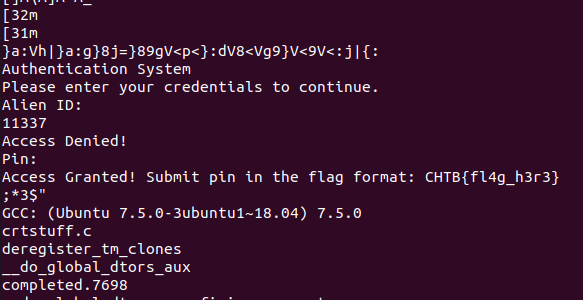 [32m
[31m
}a:Vh|}a:g}8j=}89gV<p<}:dV8<Vg9}V<9V<:j|{:
Authentication System
Please enter your credentials to continue.
Alien ID:
11337
Access Denied!
Pin:
Access Granted! Submit pin in the flag format: CHTB{fl4g_h3r3}
;*3$"
GCC: (Ubuntu 7.5.0-3ubuntu1~18.04) 7.5.0
crtstuff.c
deregister_tm_clones
__do_global_dtors_aux
completed.7698